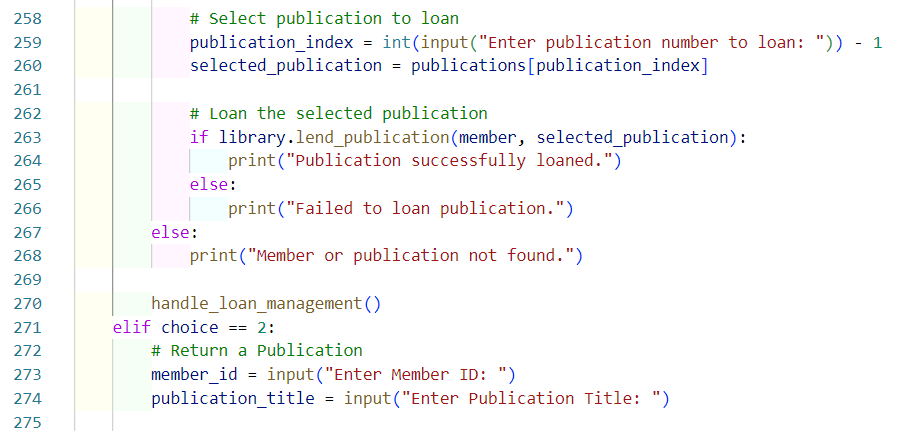 258 # Select publication to loan
259 publication_index = int(input("Enter publication number to loan: ")) - 1
260 selected_publication = publications[publication_index]
261
262 # Loan the selected publication
263 if library.lend_publication(member, selected_publication):
264 print("Publication successfully loaned.")
265 else:
266 print("Failed to loan publication.")
267 else:
268 print("Member or publication not found.")
269
270 handle_loan_management()
271 elif choice == 2:
272 # Return a Publication
273 member_id = input("Enter Member ID: ")
274 publication_title = input("Enter Publication Title: ")
275